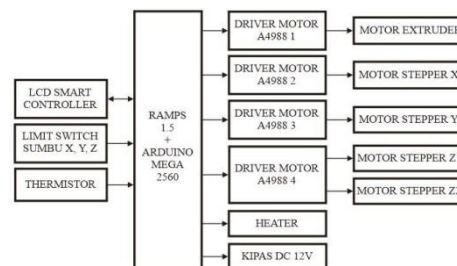 LCD SMART
CONTROLLER
LIMIT SWITCH
SUMBU X, Y, Z
THERMISTOR
RAMPS
1.5
+
ARDUINO
MEGA
2560
DRIVER MOTOR
A4988 1
DRIVER MOTOR
A4988 2
DRIVER MOTOR
A4988 3
DRIVER MOTOR
A4988 4
HEATER
KIPAS DC 12V
MOTOR EXTRUDER
MOTOR STEPPER X
MOTOR STEPPER Y
MOTOR STEPPER Z
MOTOR STEPPER Z